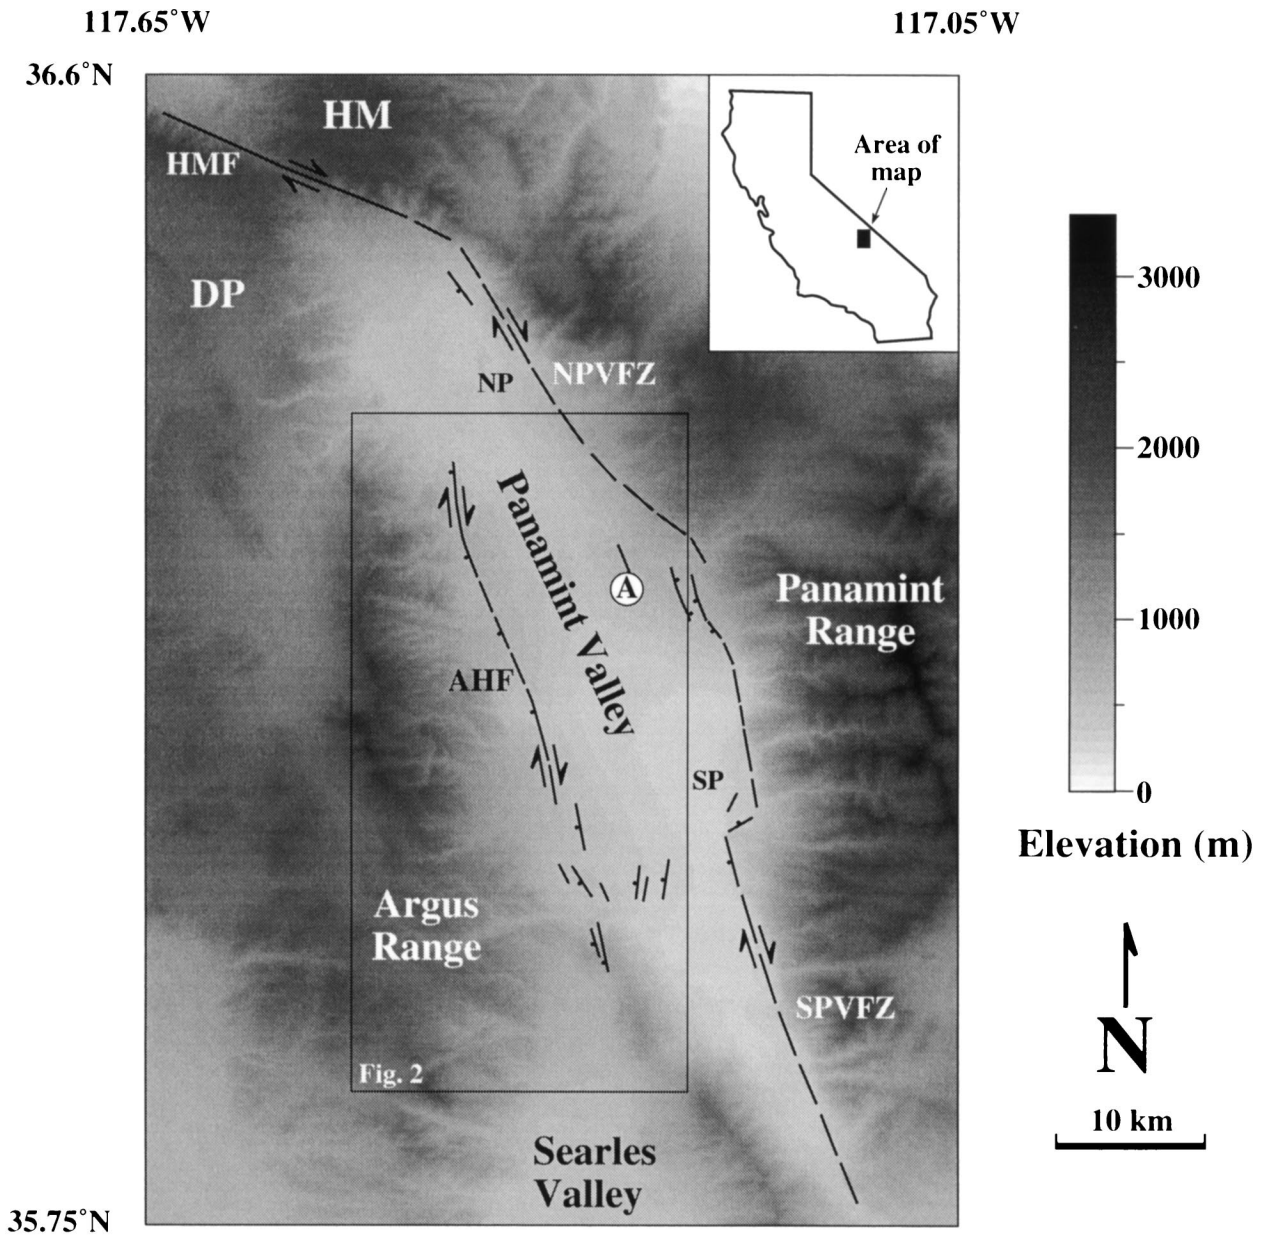 117.65°W
117.05°W
36.6°N
HM
HMF
Area of
map
DP
3000
NP
NPVFZ
2000
Panamint Valley
A
Panamint
Range
1000
AHF
SP
0
Elevation (m)
Argus
Range
SPVFZ
N
Fig. 2
10 km
Searles
Valley
35.75°N